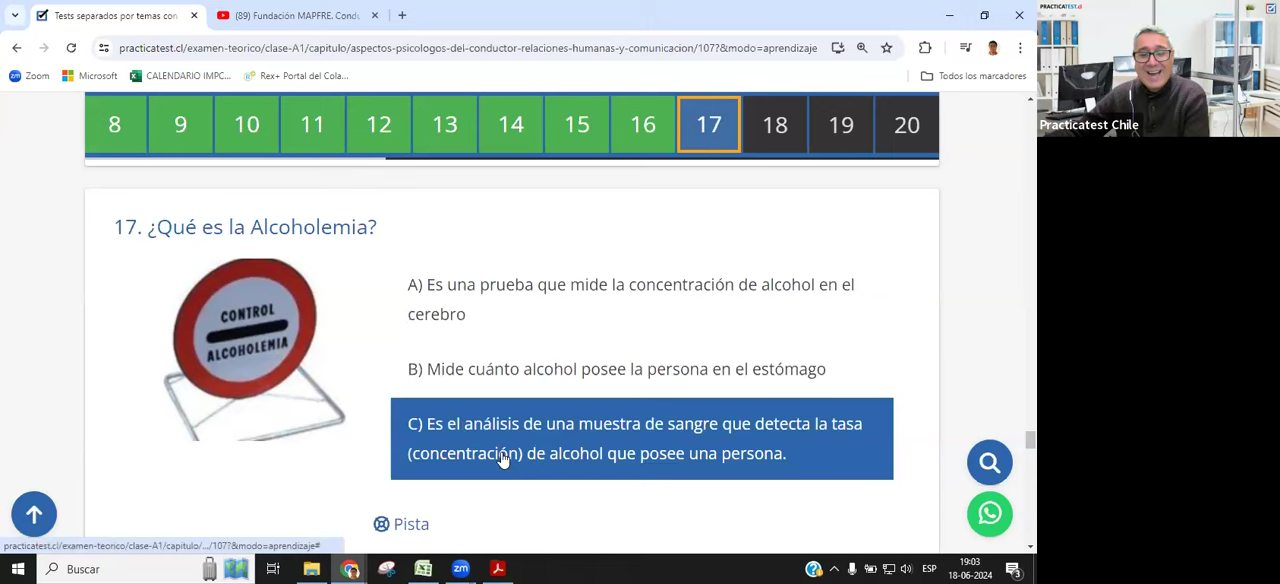 Tests separados por temas con
(89) Fundación MAPFRE.
practicatest.cl/examen-teorico/clase-A1/capitulo/aspectos-psicologos-del-conductor-relaciones-humanas-y-comunicacion/107?&modo=aprendizaje
Zoom
Microsoft
CALENDARIO IMPC...
Rex+ Portal del Cola...
Todos los marcadores
PRACTICATEST.cl
Practicatest Chile
8 9 10 11 12 13 14 15 16 17 18 19 20
17. ¿Qué es la Alcoholemia?
CONTROL
ALCOHOLEMIA
A) Es una prueba que mide la concentración de alcohol en el
cerebro
B) Mide cuánto alcohol posee la persona en el estómago
C) Es el análisis de una muestra de sangre que detecta la tasa
(concentración) de alcohol que posee una persona.
Pista
practicatest.cl/examen-teorico/clase-A1/capitulo/.../107?&modo=aprendizaje#
Buscar
ESP
19:03
18-06-2024
3